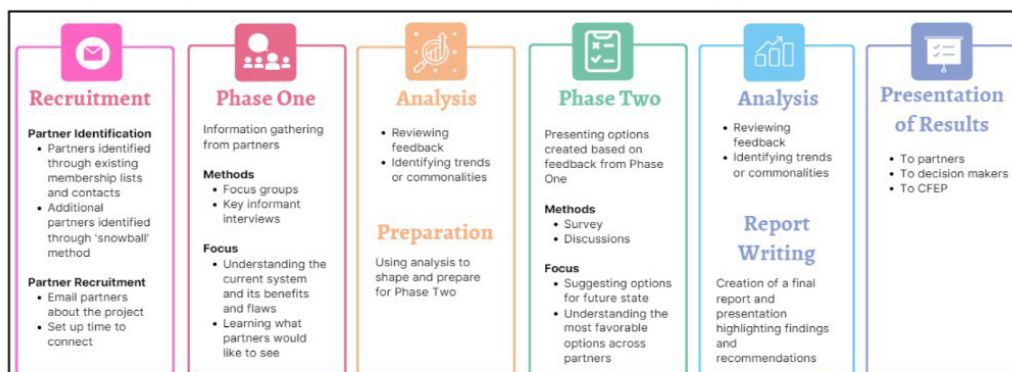 Recruitment
Partner Identification
• Partners identified
through existing
membership lists
and contacts
• Additional
partners identified
through 'snowball'
method
Partner Recruitment
• Email partners
about the project
• Set up time to
connect
Phase One
Information gathering
from partners
Methods
• Focus groups
• Key informant
interviews
Focus
• Understanding the
current system
and its benefits
and flaws
• Learning what
partners would
like to see
Analysis
• Reviewing
feedback
• Identifying trends
or commonalities
Preparation
Using analysis to
shape and prepare
for Phase Two
Phase Two
Presenting options
created based on
feedback from Phase
One
Methods
• Survey
• Discussions
Focus
• Suggesting options
for future state
• Understanding the
most favorable
options across
partners
Analysis
• Reviewing
feedback
• Identifying trends
or commonalities
Report
Writing
Creation of a final
report and
presentation
highlighting findings
and
recommendations
Presentation
of Results
• To partners
• To decision makers
• To CFEP